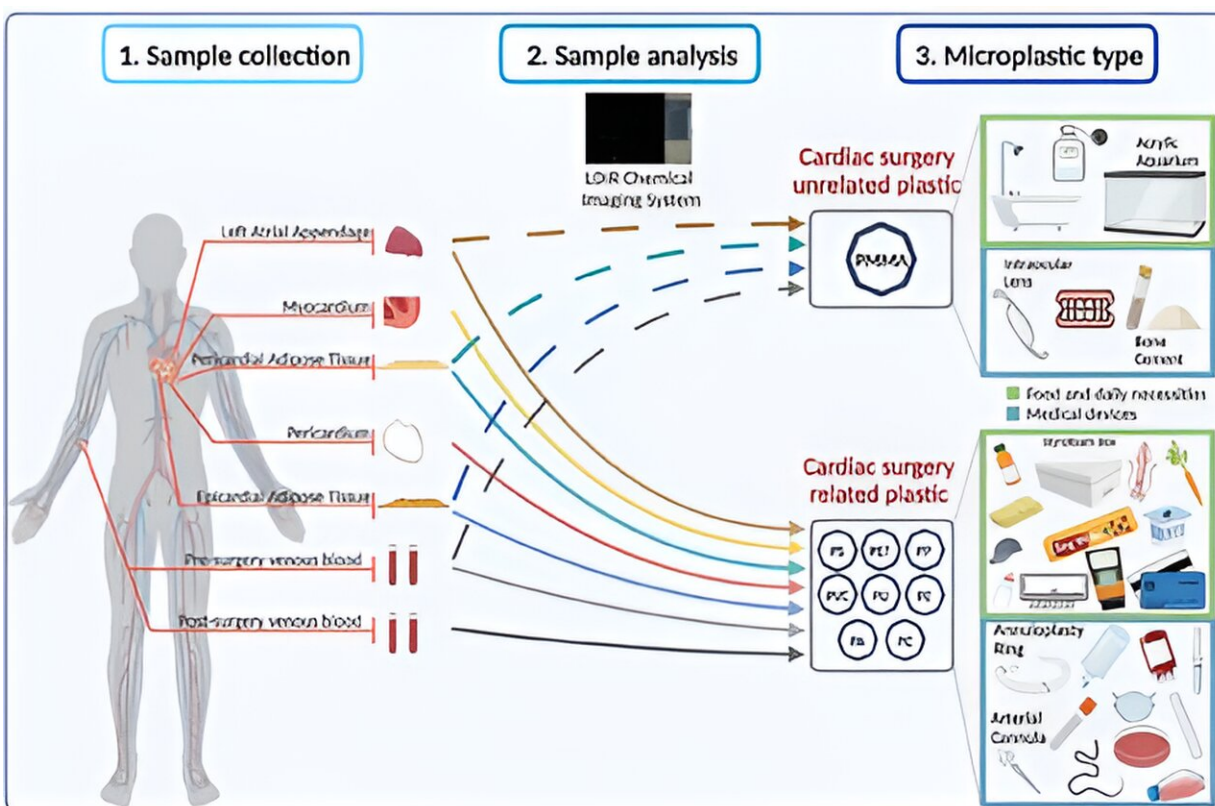 1. Sample collection
2. Sample analysis
3. Microplastic type
LDIR Chemical
Imaging System
Cardiac surgery
unrelated plastic
PMMA
Acrylic
Aquarium
Intraocular
Lens
Bone
Cement
Left Atrial Appendage
Myocardium
Pericardial Adipose Tissue
Pericardium
Epicardial Adipose Tissue
Pre-surgery venous blood
Post-surgery venous blood
Food and daily necessities
Medical devices
Cardiac surgery
related plastic
PS PET PP
PVC PU PE
PA PC
Styrofoam Box
Annuloplasty
Ring
Arterial
Cannula